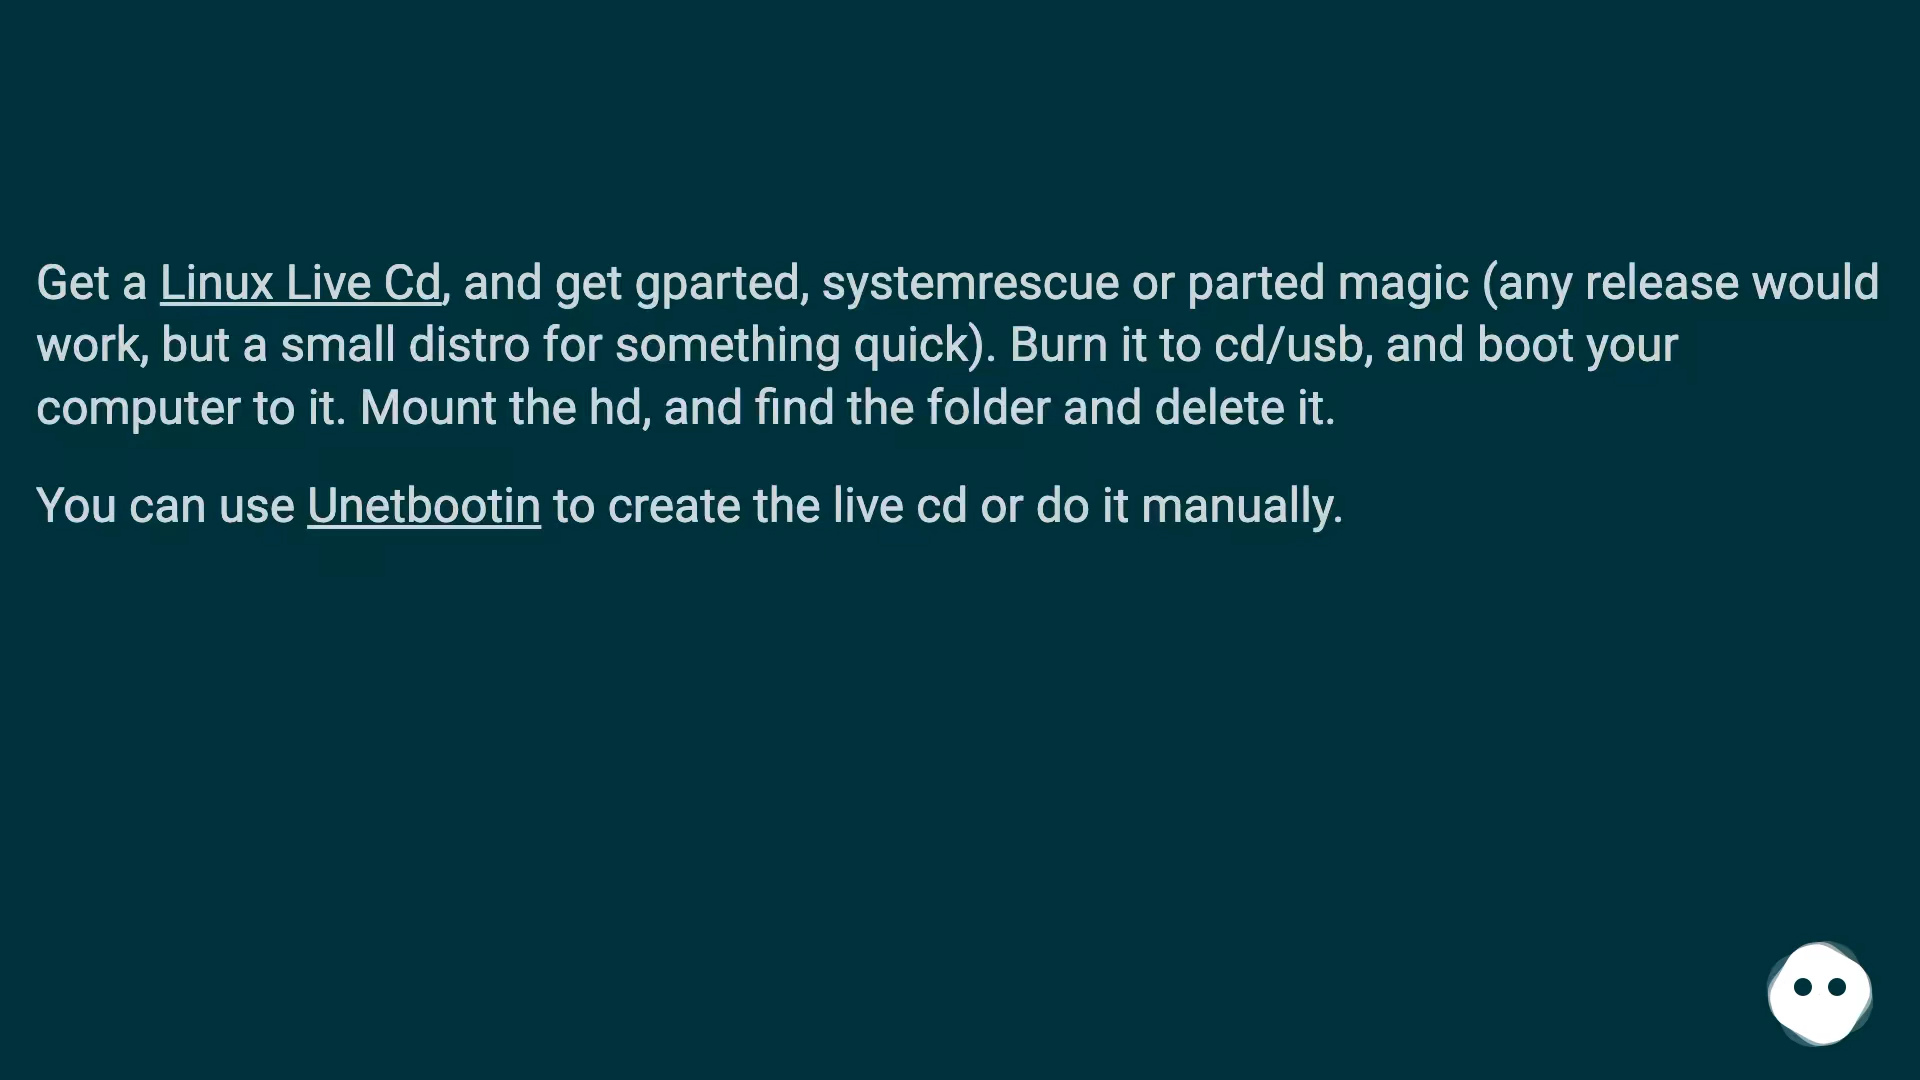 Get a Linux Live Cd, and get gparted, systemrescue or parted magic (any release would
work, but a small distro for something quick). Burn it to cd/usb, and boot your
computer to it. Mount the hd, and find the folder and delete it.
You can use Unetbootin to create the live cd or do it manually.